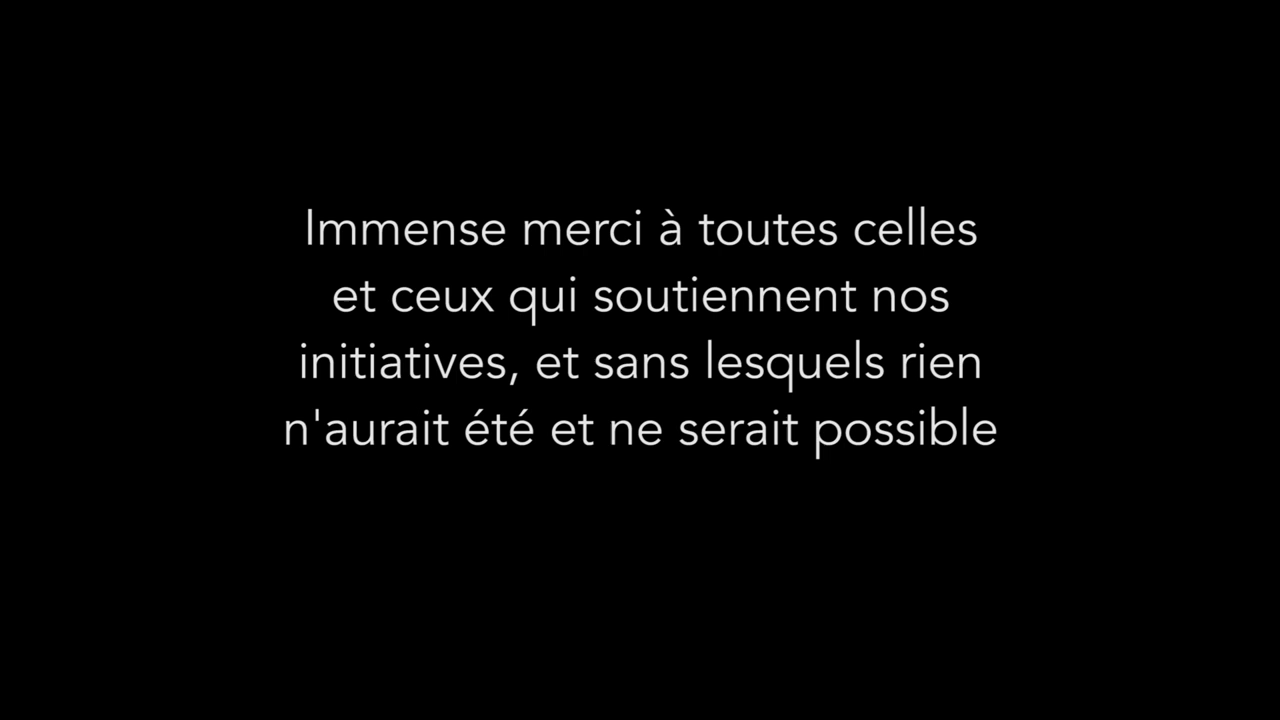 Immense merci à toutes celles
et ceux qui soutiennent nos
initiatives, et sans lesquels rien
n'aurait été et ne serait possible